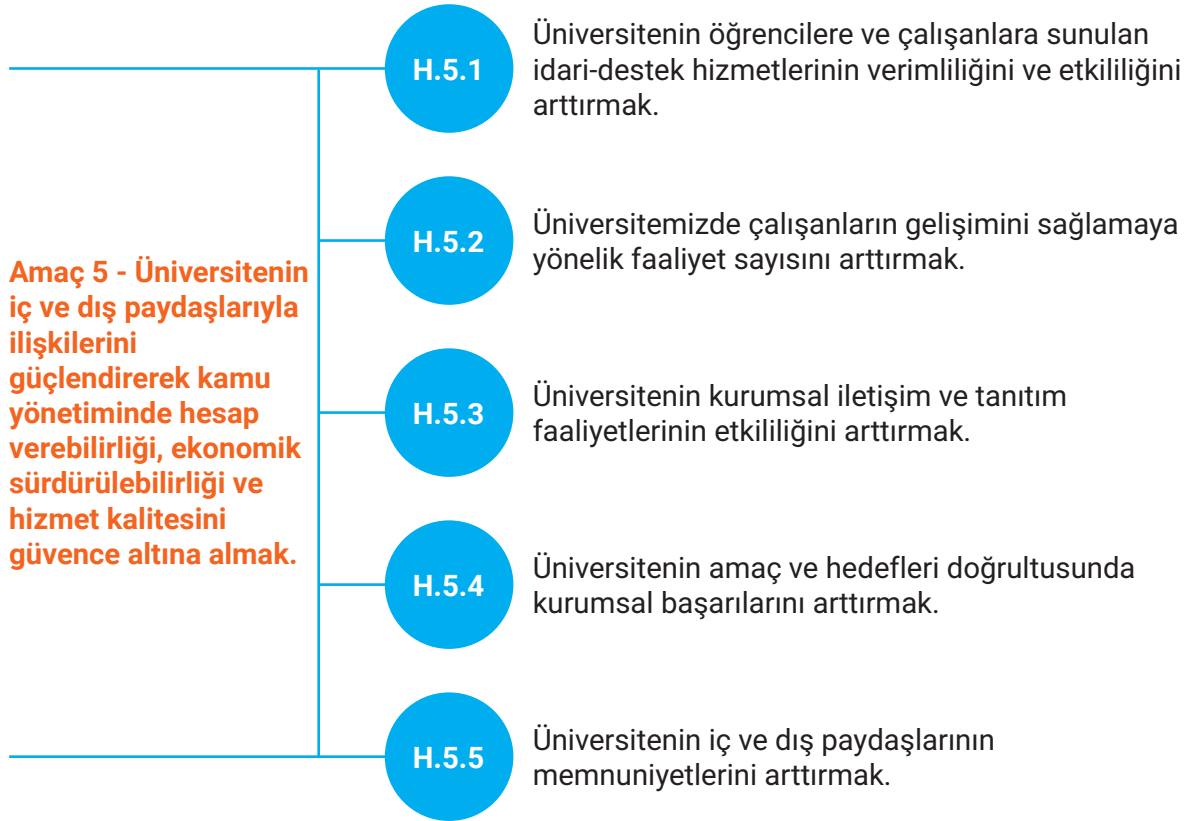 Amaç 5 - Üniversitenin
iç ve dış paydaşlarıyla
ilişkilerini
güçlendirerek kamu
yönetiminde hesap
verebilirliği, ekonomik
sürdürülebilirliği ve
hizmet kalitesini
güvence altına almak.
H.5.1
Üniversitenin öğrencilere ve çalışanlara sunulan
idari-destek hizmetlerinin verimliliğini ve etkililiğini
arttırmak.
H.5.2
Üniversitemizde çalışanların gelişimini sağlamaya
yönelik faaliyet sayısını arttırmak.
H.5.3
Üniversitenin kurumsal iletişim ve tanıtım
faaliyetlerinin etkililiğini arttırmak.
H.5.4
Üniversitenin amaç ve hedefleri doğrultusunda
kurumsal başarılarını arttırmak.
H.5.5
Üniversitenin iç ve dış paydaşlarının
memnuniyetlerini arttırmak.